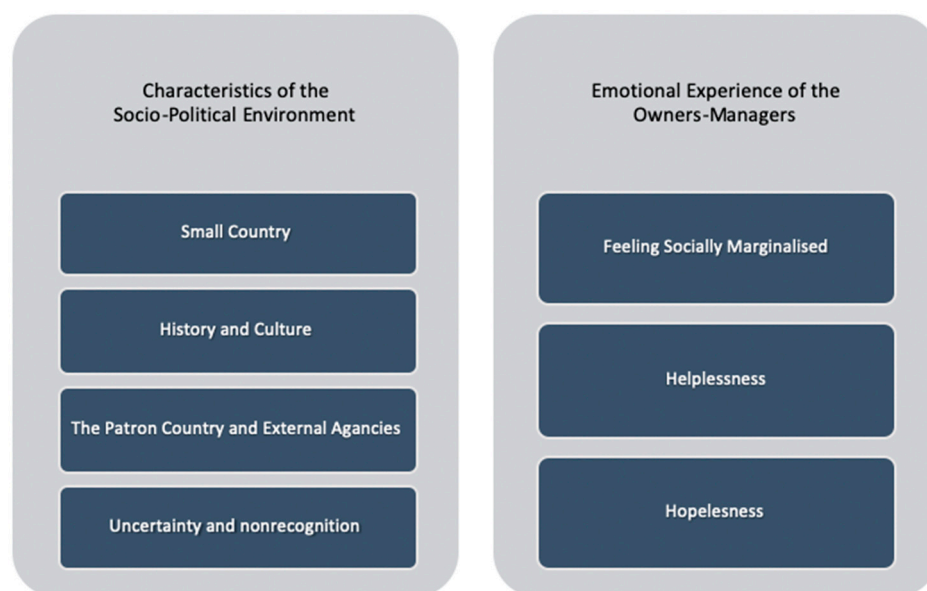 Characteristics of the
Socio-Political Environment
Small Country
History and Culture
The Patron Country and External Agancies
Uncertainty and nonrecognition
Emotional Experience of the
Owners-Managers
Feeling Socially Marginalised
Helplessness
Hopelesness